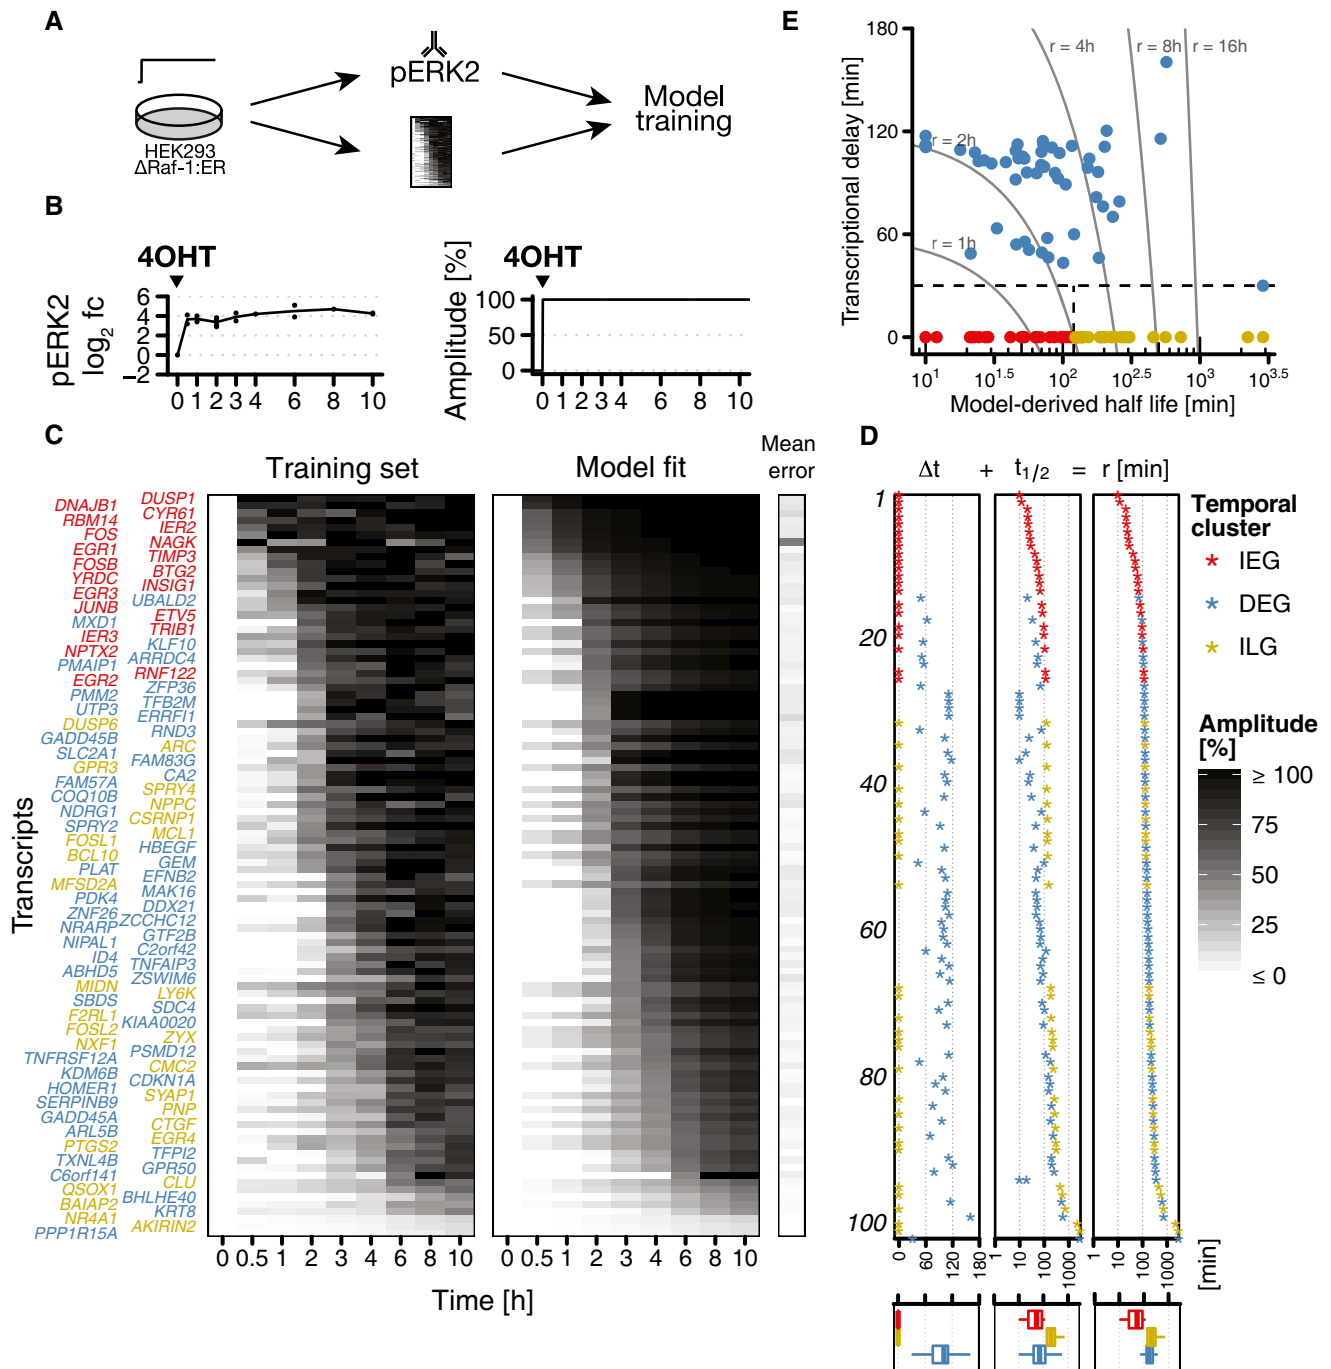 A
HEK293
ΔRaf-1:ER
pERK2
Model
training
B
4OHT
pERK2
log2 fc
6
4
2
0
−2
0 1 2 3 4 6 8 10
4OHT
Amplitude [%]
100
50
0
0 1 2 3 4 6 8 10
E
Transcriptional delay [min]
180
120
60
0
r = 1h
r = 2h
r = 4h
r = 8h
r = 16h
10^1 10^1.5 10^2 10^2.5 10^3 10^3.5
Model-derived half life [min]
C
Training set
Model fit
Mean
error
Transcripts
DUSP1
DNAJB1
CYR61
RBM14
IER2
FOS
NAGK
EGR1
TIMP3
FOSB
BTG2
YRDC
INSIG1
EGR3
UBALD2
JUNB
ETV5
MXD1
TRIB1
IER3
KLF10
NPTX2
ARRDC4
PMAIP1
RNF122
EGR2
ZFP36
PMM2
TFB2M
UTP3
ERRFI1
DUSP6
RND3
GADD45B
ARC
SLC2A1
FAM83G
GPR3
CA2
FAM57A
SPRY4
COQ10B
NPPC
NDRG1
CSRNP1
SPRY2
MCL1
FOSL1
HBEGF
BCL10
GEM
PLAT
EFNB2
MFSD2A
MAK16
PDK4
DDX21
ZNF26
ZCCHC12
NRARP
GTF2B
NIPAL1
C2orf42
ID4
TNFAIP3
ABHD5
ZSWIM6
MIDN
LY6K
SBDS
SDC4
F2RL1
KIAA0020
FOSL2
ZYX
NXF1
PSMD12
TNFRSF12A
CMC2
KDM6B
CDKN1A
HOMER1
SYAP1
SERPINB9
PNP
GADD45A
CTGF
ARL5B
EGR4
PTGS2
TFPI2
TXNL4B
GPR50
C6orf141
CLU
QSOX1
BHLHE40
BAIAP2
KRT8
NR4A1
AKIRIN2
PPP1R15A
0 0.5 1 2 3 4 6 8 10
0 0.5 1 2 3 4 6 8 10
Time [h]
D
Δt + t1/2 = r [min]
1
20
40
60
80
100
0 60 120 180
1 10 100 1000
1 10 100 1000
[min]
Temporal
cluster
IEG
DEG
ILG
Amplitude
[%]
≥ 100
75
50
25
≤ 0